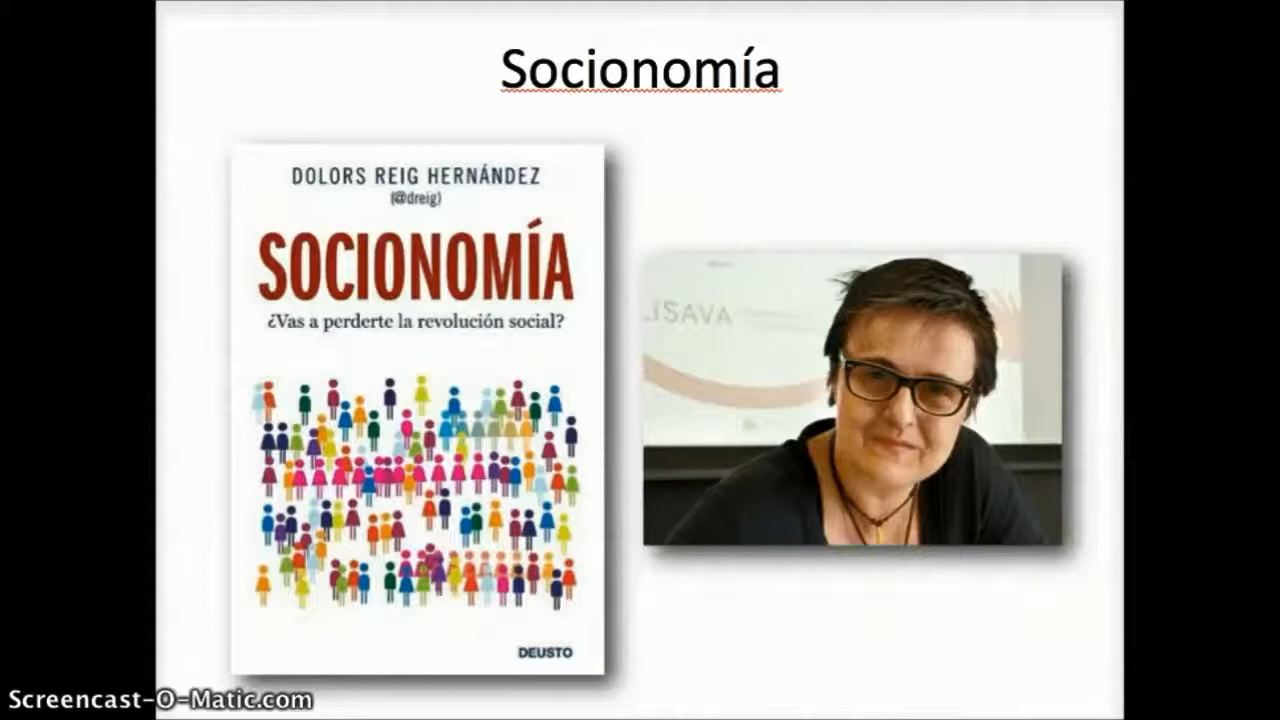 Socionomía
DOLORS REIG HERNÁNDEZ
(@dreig)
SOCIONOMÍA
¿Vas a perderte la revolución social?
LISAVA
DEUSTO
Screencast-O-Matic.com